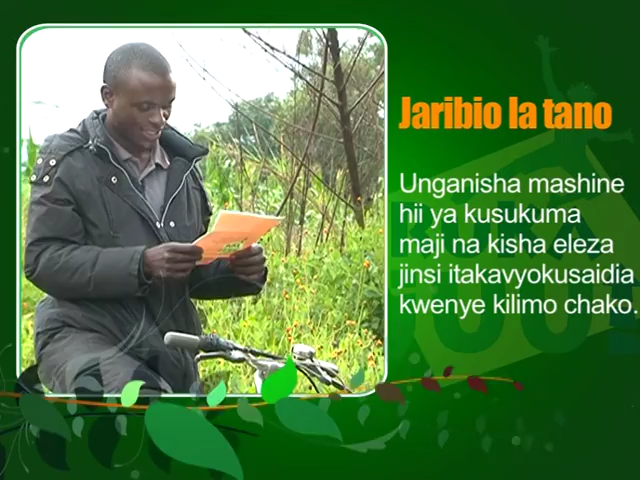 Jaribio la tano
Unganisha mashine
hii ya kusukuma
maji na kisha eleza
jinsi itakavyokusaidia
kwenye kilimo chako.